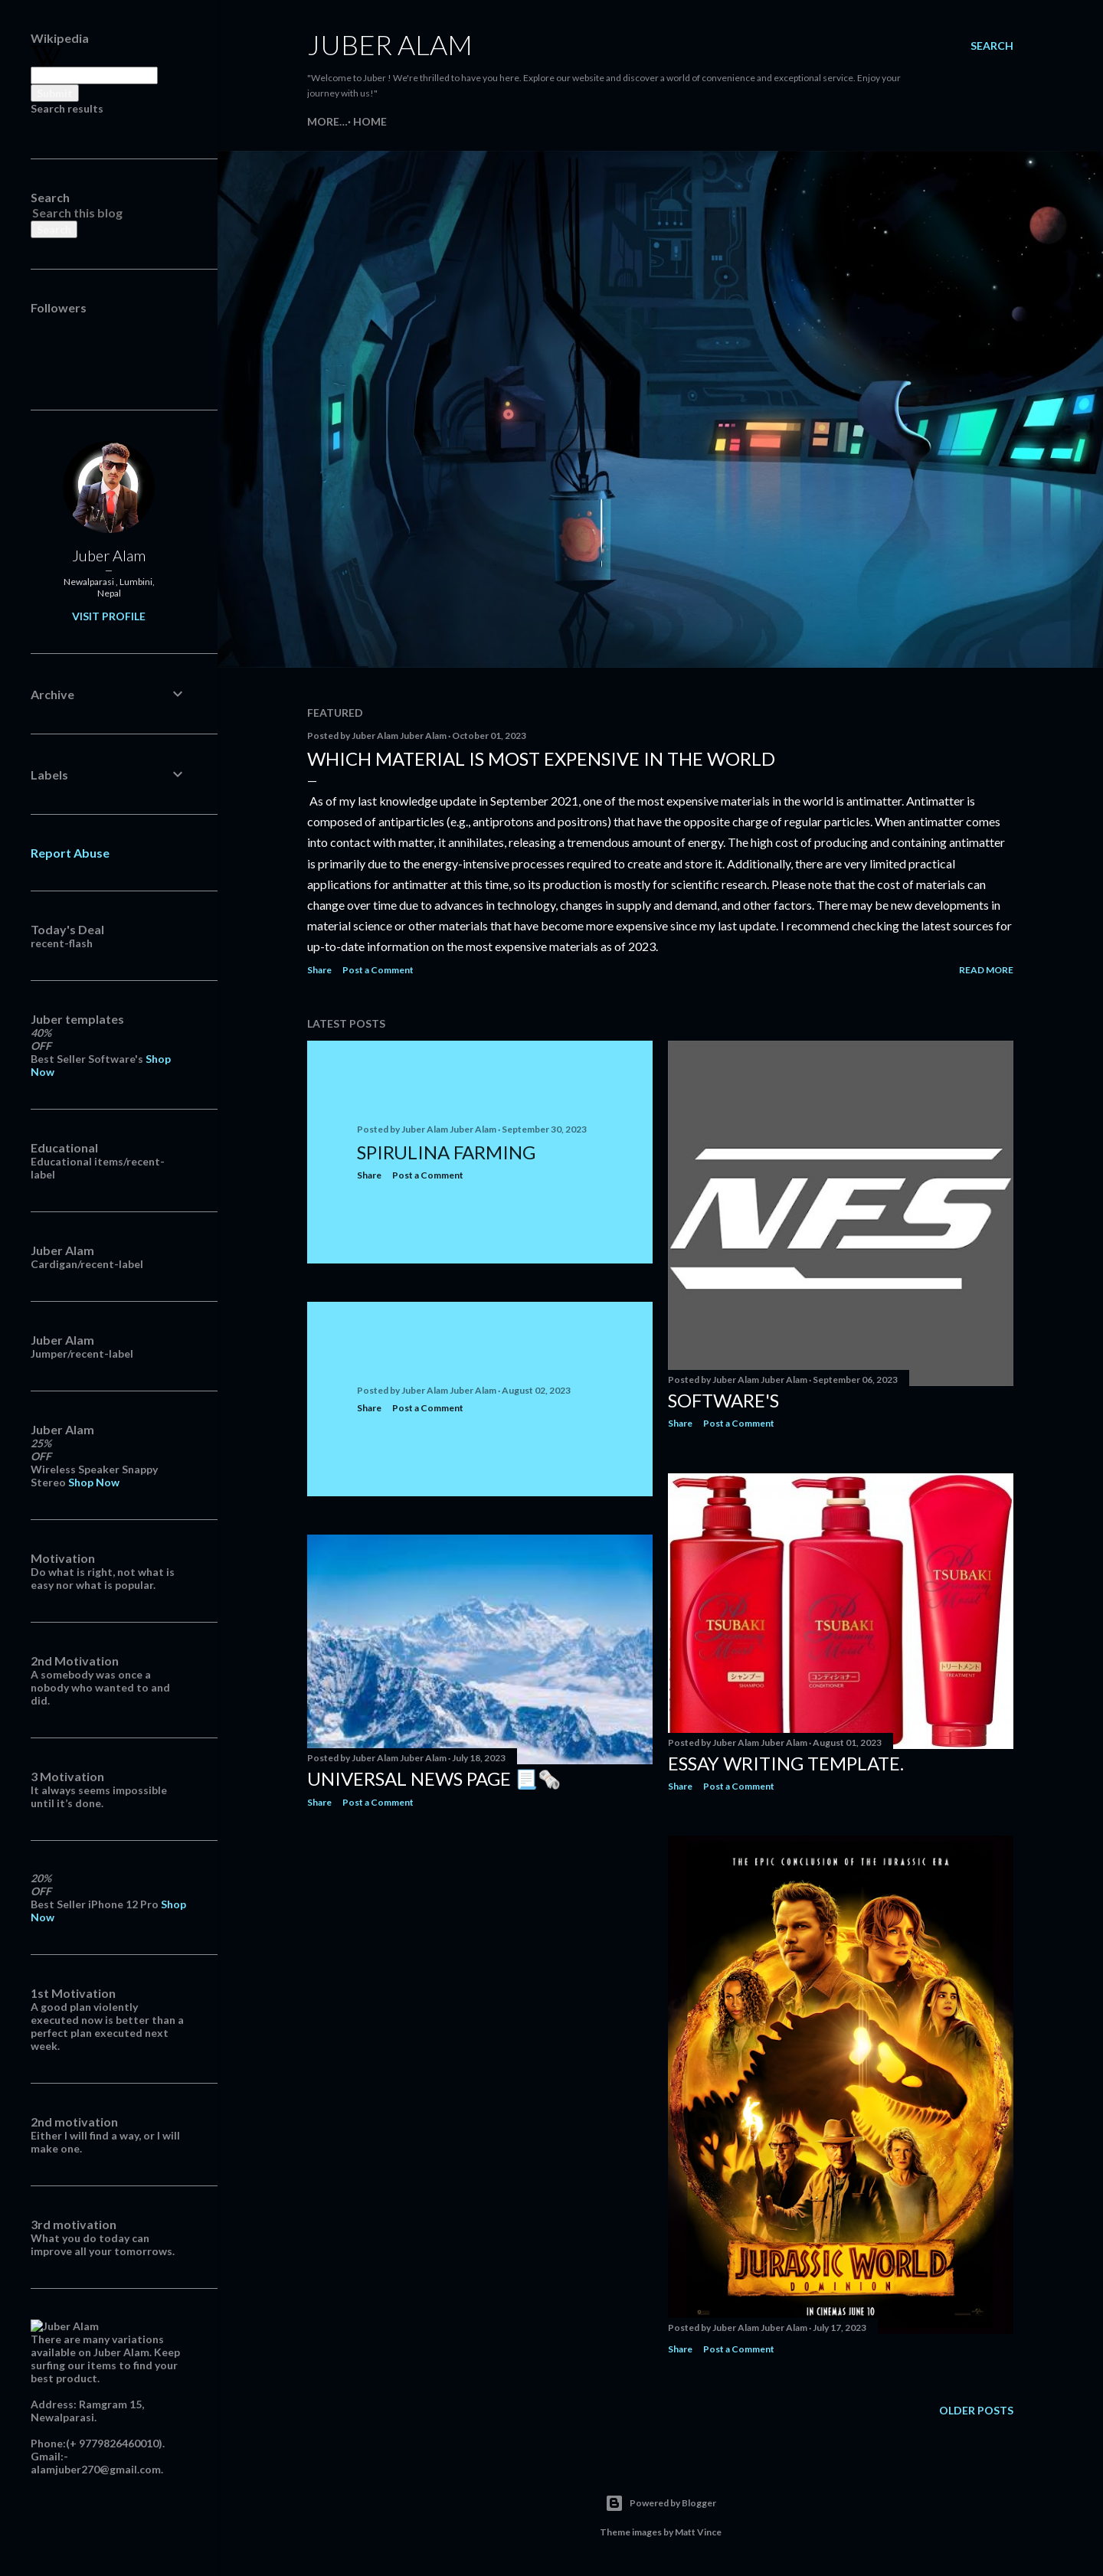 Wikipedia
Search results
Search
Search this blog
Followers
Juber Alam
Newalparasi , Lumbini,
Nepal
VISIT PROFILE
Archive
Labels
Report Abuse
Today's Deal
recent-flash
Juber templates
40%
OFF
Best Seller Software's Shop
Now
Educational
Educational items/recent-
label
Juber Alam
Cardigan/recent-label
Juber Alam
Jumper/recent-label
Juber Alam
25%
OFF
Wireless Speaker Snappy
Stereo Shop Now
Motivation
Do what is right, not what is
easy nor what is popular.
2nd Motivation
A somebody was once a
nobody who wanted to and
did.
3 Motivation
It always seems impossible
until it's done.
20%
OFF
Best Seller iPhone 12 Pro Shop
Now
1st Motivation
A good plan violently
executed now is better than a
perfect plan executed next
week.
2nd motivation
Either I will find a way, or I will
make one.
3rd motivation
What you do today can
improve all your tomorrows.
Juber Alam
There are many variations
available on Juber Alam. Keep
surfing our items to find your
best product.
Address: Ramgram 15,
Newalparasi.
Phone:(+ 9779826460010).
Gmail:-
alamjuber270@gmail.com.
JUBER ALAM
SEARCH
"Welcome to Juber ! We're thrilled to have you here. Explore our website and discover a world of convenience and exceptional service. Enjoy your
journey with us!"
MORE…· HOME
FEATURED
Posted by Juber Alam Juber Alam · October 01, 2023
WHICH MATERIAL IS MOST EXPENSIVE IN THE WORLD
As of my last knowledge update in September 2021, one of the most expensive materials in the world is antimatter. Antimatter is
composed of antiparticles (e.g., antiprotons and positrons) that have the opposite charge of regular particles. When antimatter comes
into contact with matter, it annihilates, releasing a tremendous amount of energy. The high cost of producing and containing antimatter
is primarily due to the energy-intensive processes required to create and store it. Additionally, there are very limited practical
applications for antimatter at this time, so its production is mostly for scientific research. Please note that the cost of materials can
change over time due to advances in technology, changes in supply and demand, and other factors. There may be new developments in
material science or other materials that have become more expensive since my last update. I recommend checking the latest sources for
up-to-date information on the most expensive materials as of 2023.
Share Post a Comment READ MORE
LATEST POSTS
Posted by Juber Alam Juber Alam · September 30, 2023
SPIRULINA FARMING
Share Post a Comment
NFS
Posted by Juber Alam Juber Alam · September 06, 2023
SOFTWARE'S
Share Post a Comment
Posted by Juber Alam Juber Alam · August 02, 2023
Share Post a Comment
TSUBAKI
TSUBAKI
TSUBAKI
シャンプー
SHAMPOO
コンディショナー
CONDITIONER
トリートメント
TREATMENT
Posted by Juber Alam Juber Alam · August 01, 2023
ESSAY WRITING TEMPLATE.
Share Post a Comment
Posted by Juber Alam Juber Alam · July 18, 2023
UNIVERSAL NEWS PAGE 📃🗞️
Share Post a Comment
THE EPIC CONCLUSION OF THE JURASSIC ERA
JURASSIC WORLD
DOMINION
IN CINEMAS JUNE 10
Posted by Juber Alam Juber Alam · July 17, 2023
Share Post a Comment
OLDER POSTS
Powered by Blogger
Theme images by Matt Vince